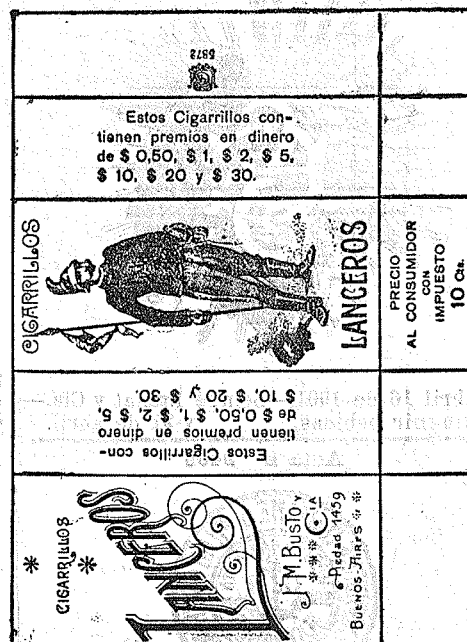 5872
Estos Cigarrillos con-
tienen premios en dinero
de $ 0,50, $ 1, $ 2, $ 5,
$ 10, $ 20 y $ 30.
CIGARRILLOS
LANCEROS
PRECIO
AL CONSUMIDOR
CON
IMPUESTO
10 Cts.
Estos Cigarrillos con-
tienen premios en dinero
de $ 0,50, $ 1, $ 2, $ 5,
$ 10, $ 20 y $ 30.
CIGARRILLOS
LANCEROS
J. M. BUSTO Y
CIA
Piedad 1459
BUENOS AIRES